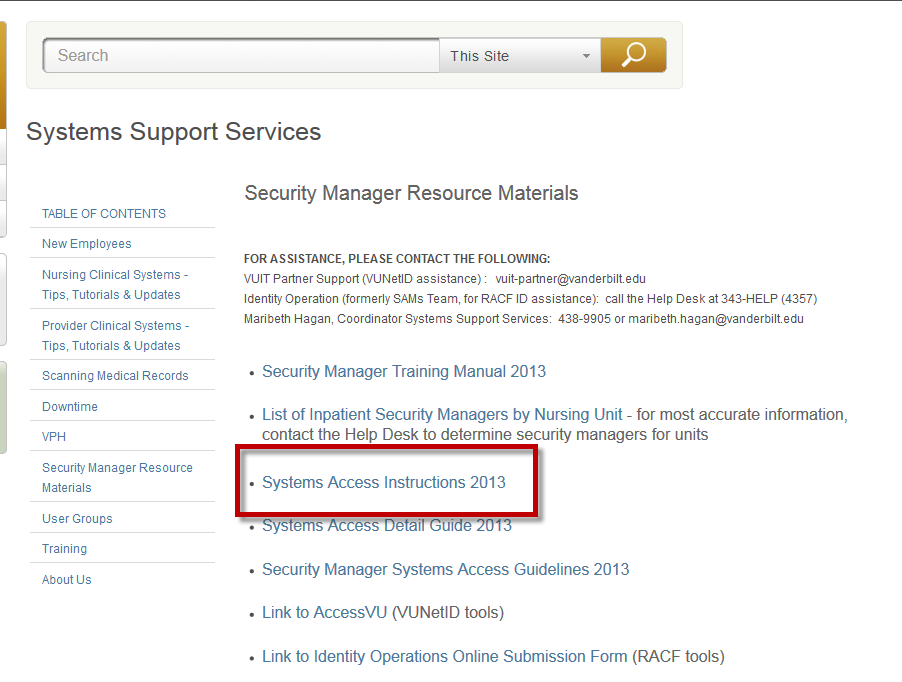 Search
This Site
Systems Support Services
TABLE OF CONTENTS
New Employees
Nursing Clinical Systems -
Tips, Tutorials & Updates
Provider Clinical Systems -
Tips, Tutorials & Updates
Scanning Medical Records
Downtime
VPH
Security Manager Resource
Materials
User Groups
Training
About Us
Security Manager Resource Materials
FOR ASSISTANCE, PLEASE CONTACT THE FOLLOWING:
VUIT Partner Support (VUNetID assistance) : vuit-partner@vanderbilt.edu
Identity Operation (formerly SAMs Team, for RACF ID assistance): call the Help Desk at 343-HELP (4357)
Maribeth Hagan, Coordinator Systems Support Services: 438-9905 or maribeth.hagan@vanderbilt.edu
• Security Manager Training Manual 2013
• List of Inpatient Security Managers by Nursing Unit - for most accurate information,
contact the Help Desk to determine security managers for units
• Systems Access Instructions 2013
• Systems Access Detail Guide 2013
• Security Manager Systems Access Guidelines 2013
• Link to AccessVU (VUNetID tools)
• Link to Identity Operations Online Submission Form (RACF tools)